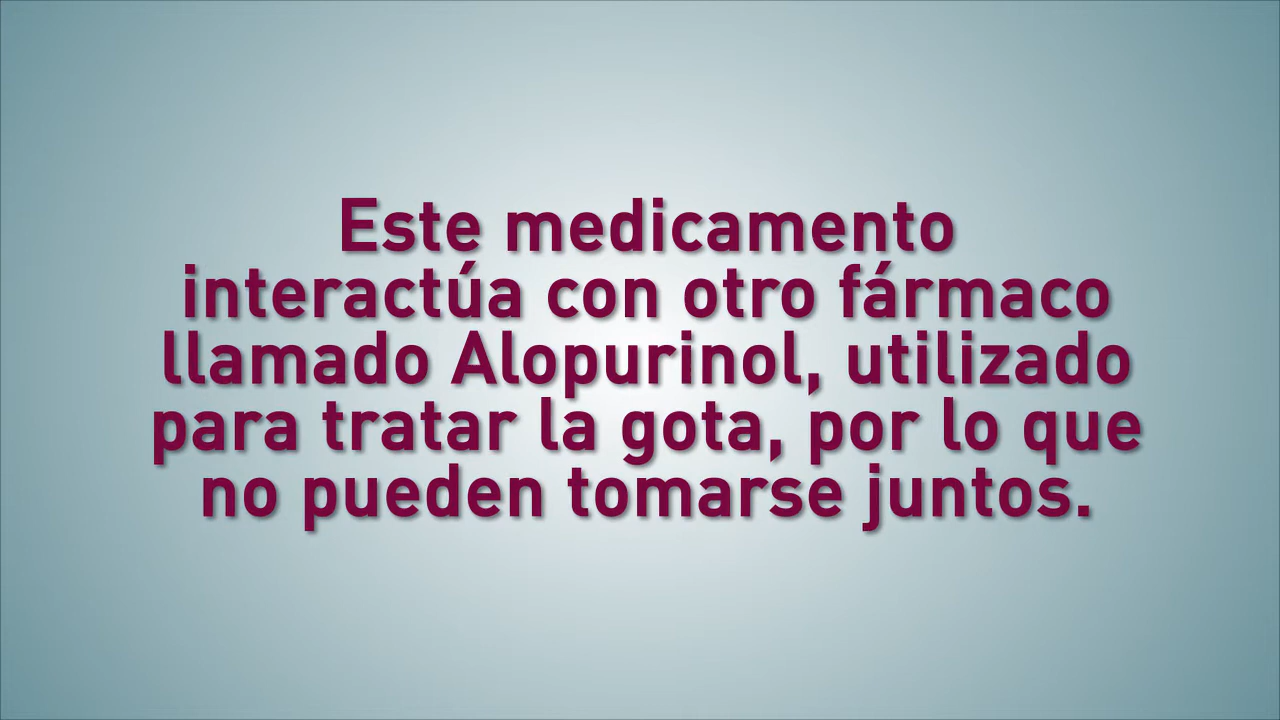 Este medicamento
interactúa con otro fármaco
llamado Alopurinol, utilizado
para tratar la gota, por lo que
no pueden tomarse juntos.